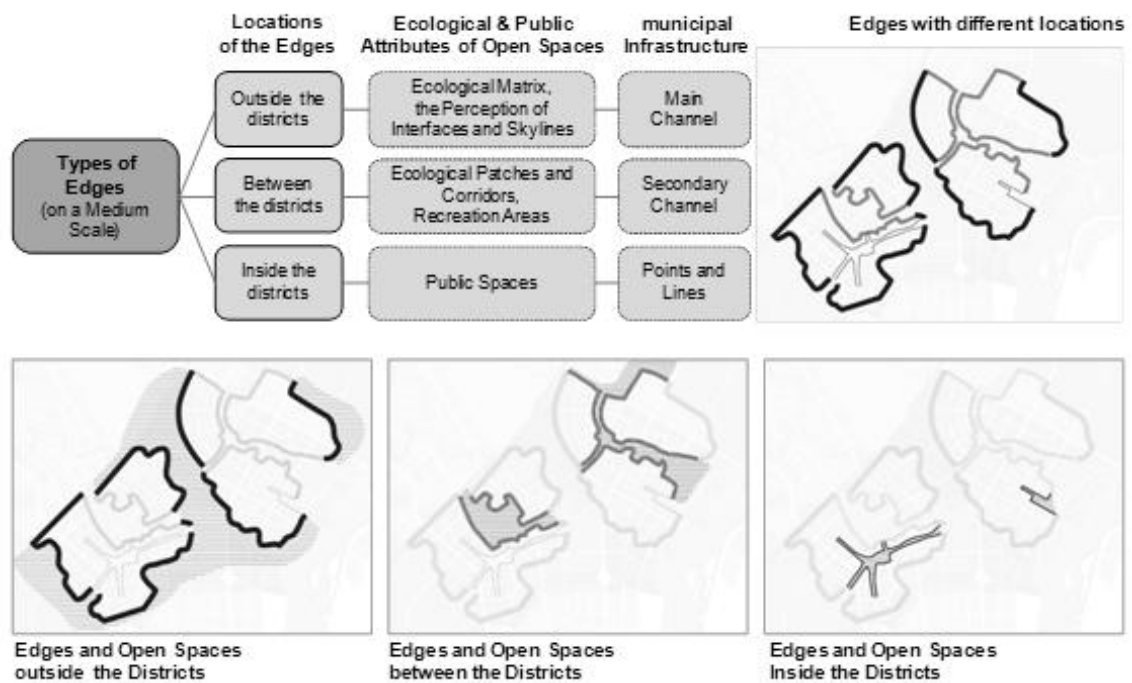 Locations
of the Edges
Ecological & Public
Attributes of Open Spaces
municipal
Infrastructure
Edges with different locations
Types of
Edges
(on a Medium
Scale)
Outside the
districts
Ecological Matrix,
the Perception of
Interfaces and Skylines
Main
Channel
Between
the districts
Ecological Patches and
Corridors,
Recreation Areas
Secondary
Channel
Inside the
districts
Public Spaces
Points and
Lines
Edges and Open Spaces
outside the Districts
Edges and Open Spaces
between the Districts
Edges and Open Spaces
Inside the Districts